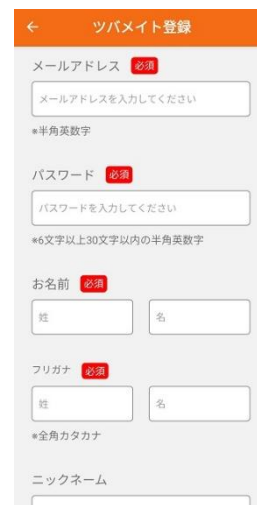 ← ツバメイト登録
メールアドレス 必須
メールアドレスを入力してください
*半角英数字
パスワード 必須
パスワードを入力してください
*6文字以上30文字以内の半角英数字
お名前 必須
姓 名
フリガナ 必須
姓 名
*全角カタカナ
ニックネーム